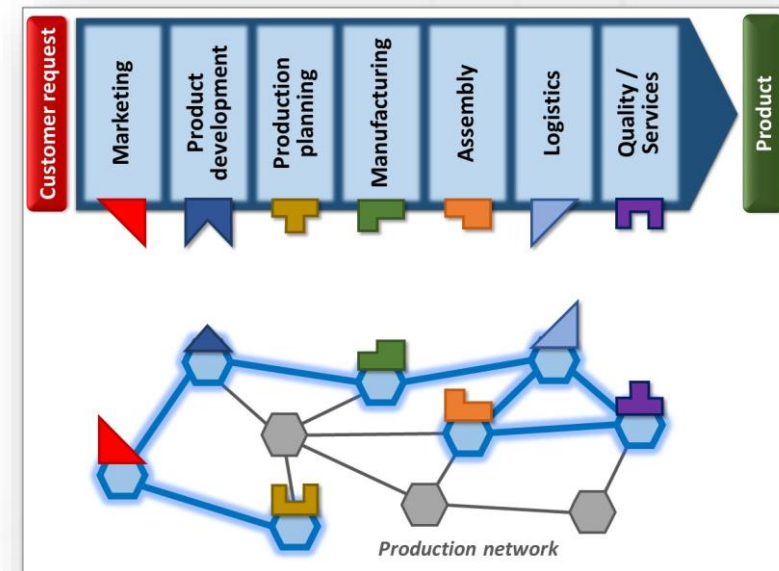 Customer request
Marketing
Product
development
Production
planning
Manufacturing
Assembly
Logistics
Quality /
Services
Product
Production network